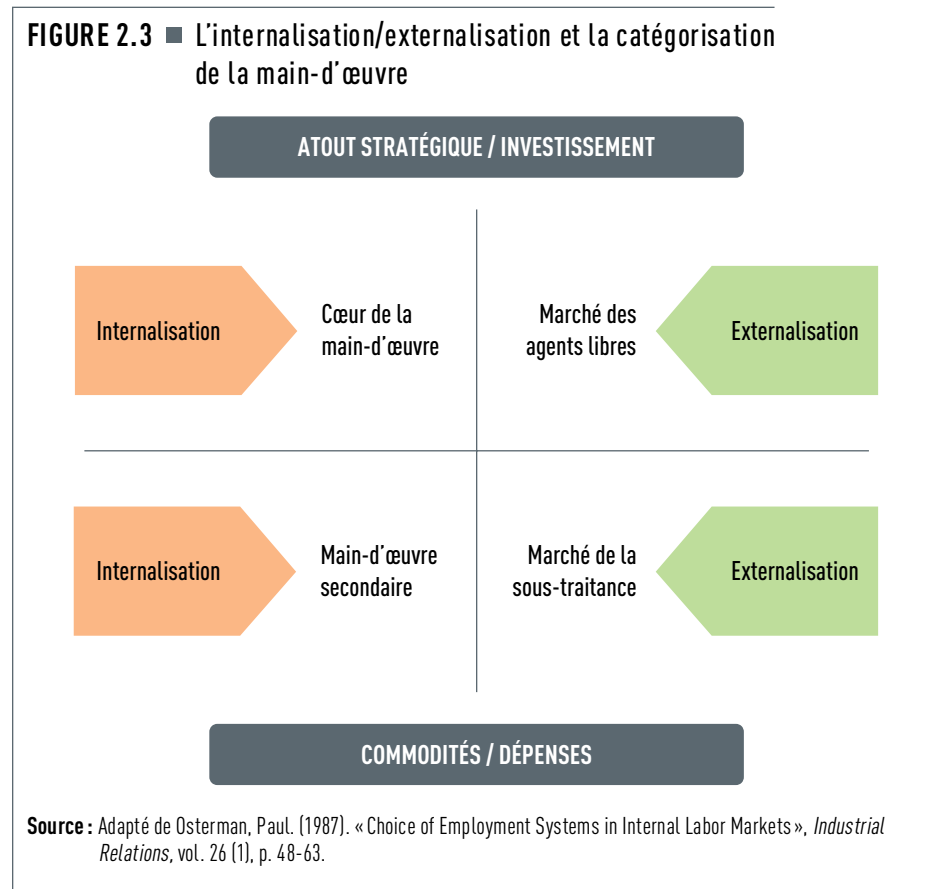 FIGURE 2.3 ■ L'internalisation/externalisation et la catégorisation
de la main-d'œuvre
ATOUT STRATÉGIQUE / INVESTISSEMENT
Internalisation
Cœur de la
main-d'œuvre
Marché des
agents libres
Externalisation
Internalisation
Main-d'œuvre
secondaire
Marché de la
sous-traitance
Externalisation
COMMODITÉS / DÉPENSES
Source : Adapté de Osterman, Paul. (1987). « Choice of Employment Systems in Internal Labor Markets », Industrial
Relations, vol. 26 (1), p. 48-63.